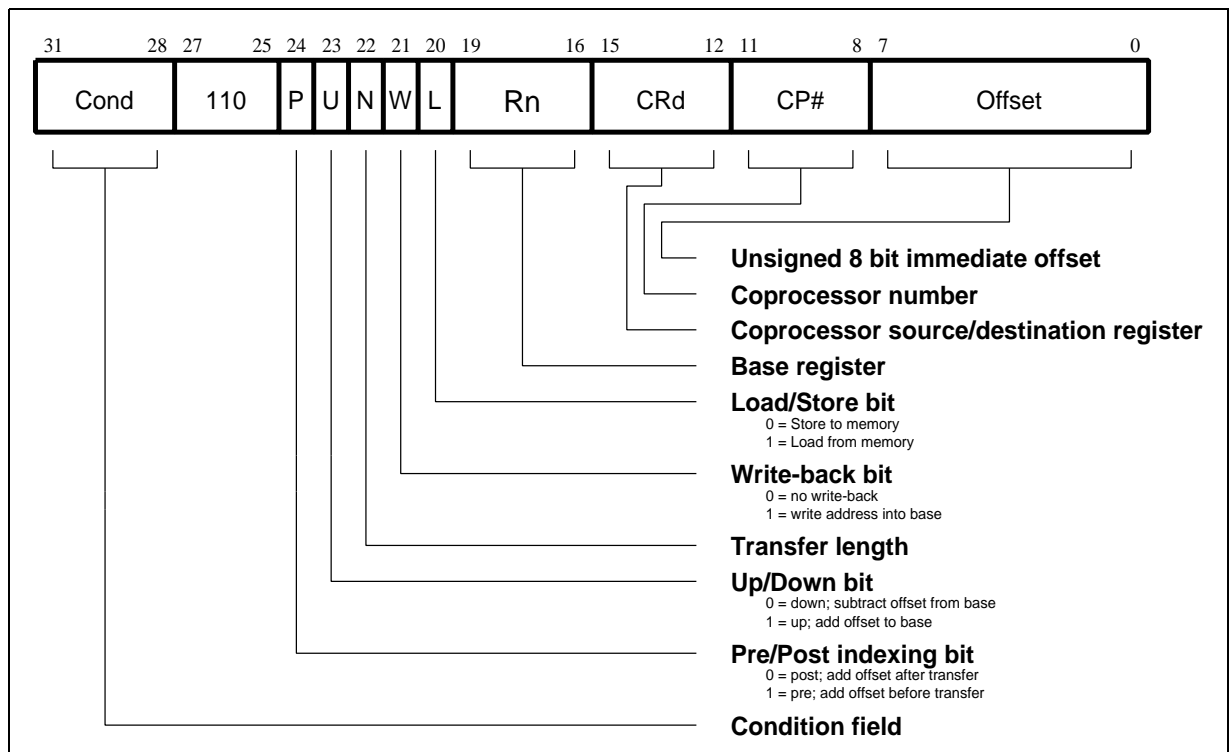 31 28 27 25 24 23 22 21 20 19 16 15 12 11 8 7 0
Cond 110 P U N W L Rn CRd CP# Offset
Unsigned 8 bit immediate offset
Coprocessor number
Coprocessor source/destination register
Base register
Load/Store bit
0 = Store to memory
1 = Load from memory
Write-back bit
0 = no write-back
1 = write address into base
Transfer length
Up/Down bit
0 = down; subtract offset from base
1 = up; add offset to base
Pre/Post indexing bit
0 = post; add offset after transfer
1 = pre; add offset before transfer
Condition field